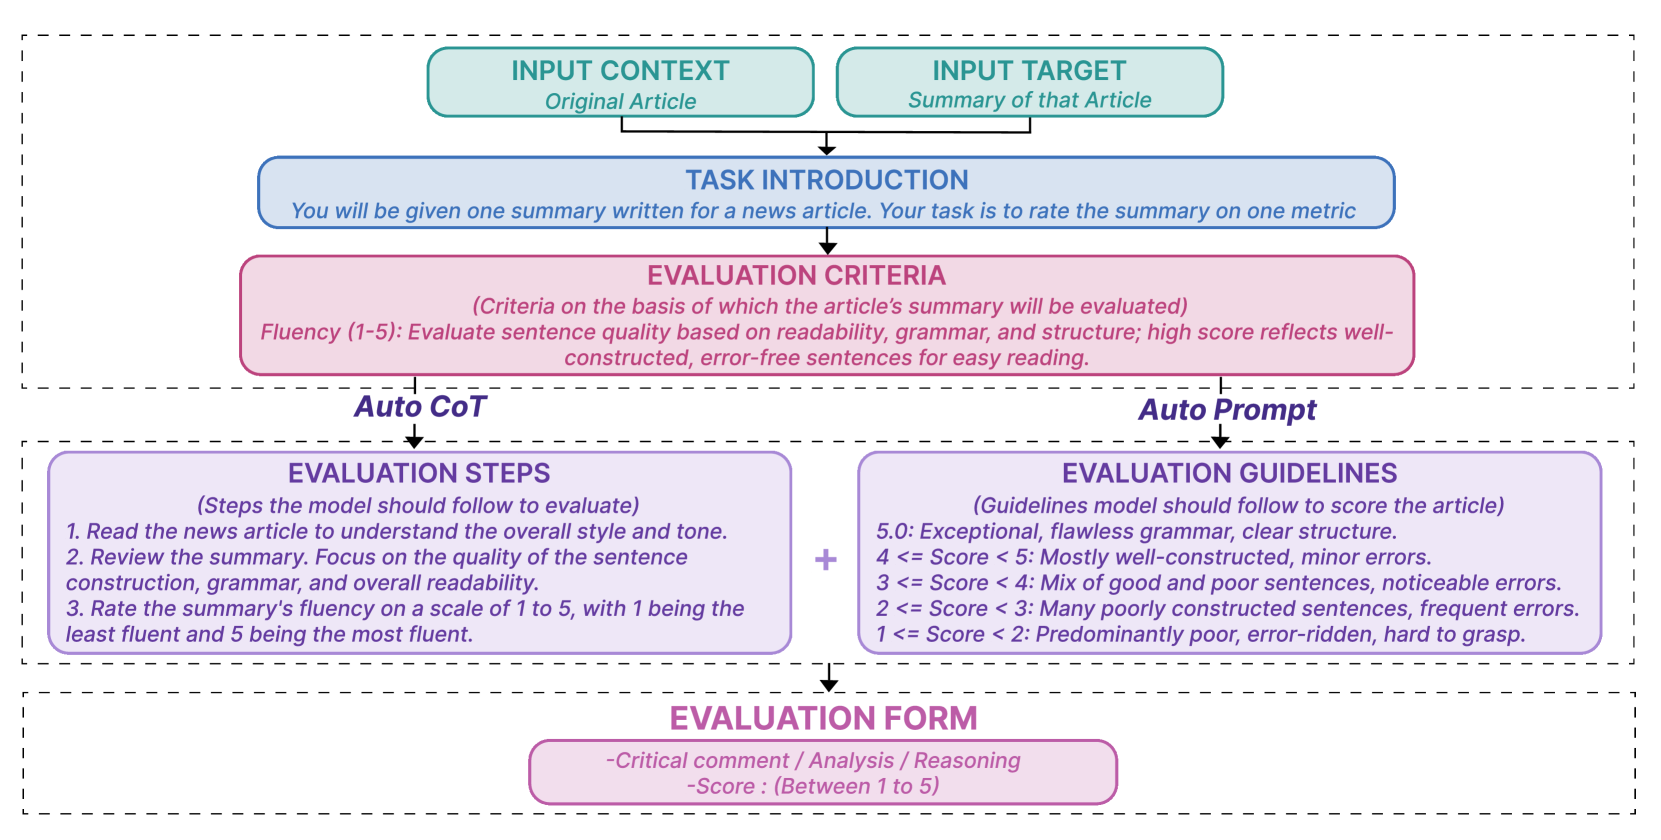 INPUT CONTEXT
Original Article
INPUT TARGET
Summary of that Article
TASK INTRODUCTION
You will be given one summary written for a news article. Your task is to rate the summary on one metric
EVALUATION CRITERIA
(Criteria on the basis of which the article's summary will be evaluated)
Fluency (1-5): Evaluate sentence quality based on readability, grammar, and structure; high score reflects well-
constructed, error-free sentences for easy reading.
Auto CoT
Auto Prompt
EVALUATION STEPS
(Steps the model should follow to evaluate)
1. Read the news article to understand the overall style and tone.
2. Review the summary. Focus on the quality of the sentence
construction, grammar, and overall readability.
3. Rate the summary's fluency on a scale of 1 to 5, with 1 being the
least fluent and 5 being the most fluent.
+
EVALUATION GUIDELINES
(Guidelines model should follow to score the article)
5.0: Exceptional, flawless grammar, clear structure.
4 <= Score < 5: Mostly well-constructed, minor errors.
3 <= Score < 4: Mix of good and poor sentences, noticeable errors.
2 <= Score < 3: Many poorly constructed sentences, frequent errors.
1 <= Score < 2: Predominantly poor, error-ridden, hard to grasp.
EVALUATION FORM
-Critical comment / Analysis / Reasoning
-Score : (Between 1 to 5)